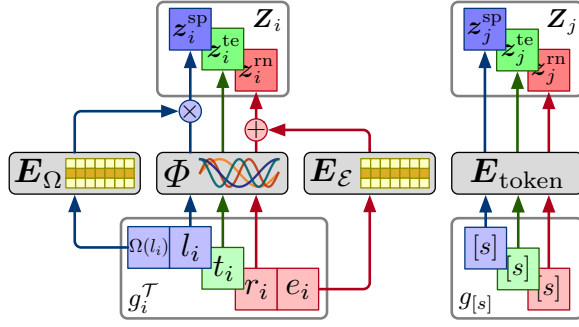 z_i^sp Z_i z_j^sp Z_j
z_i^te z_j^te
z_i^rn z_j^rn
× +
E_Ω Φ E_ℰ E_token
Ω(l_i) l_i [s]
t_i [s]
r_i e_i [s]
g_i^𝒯 g_[s]